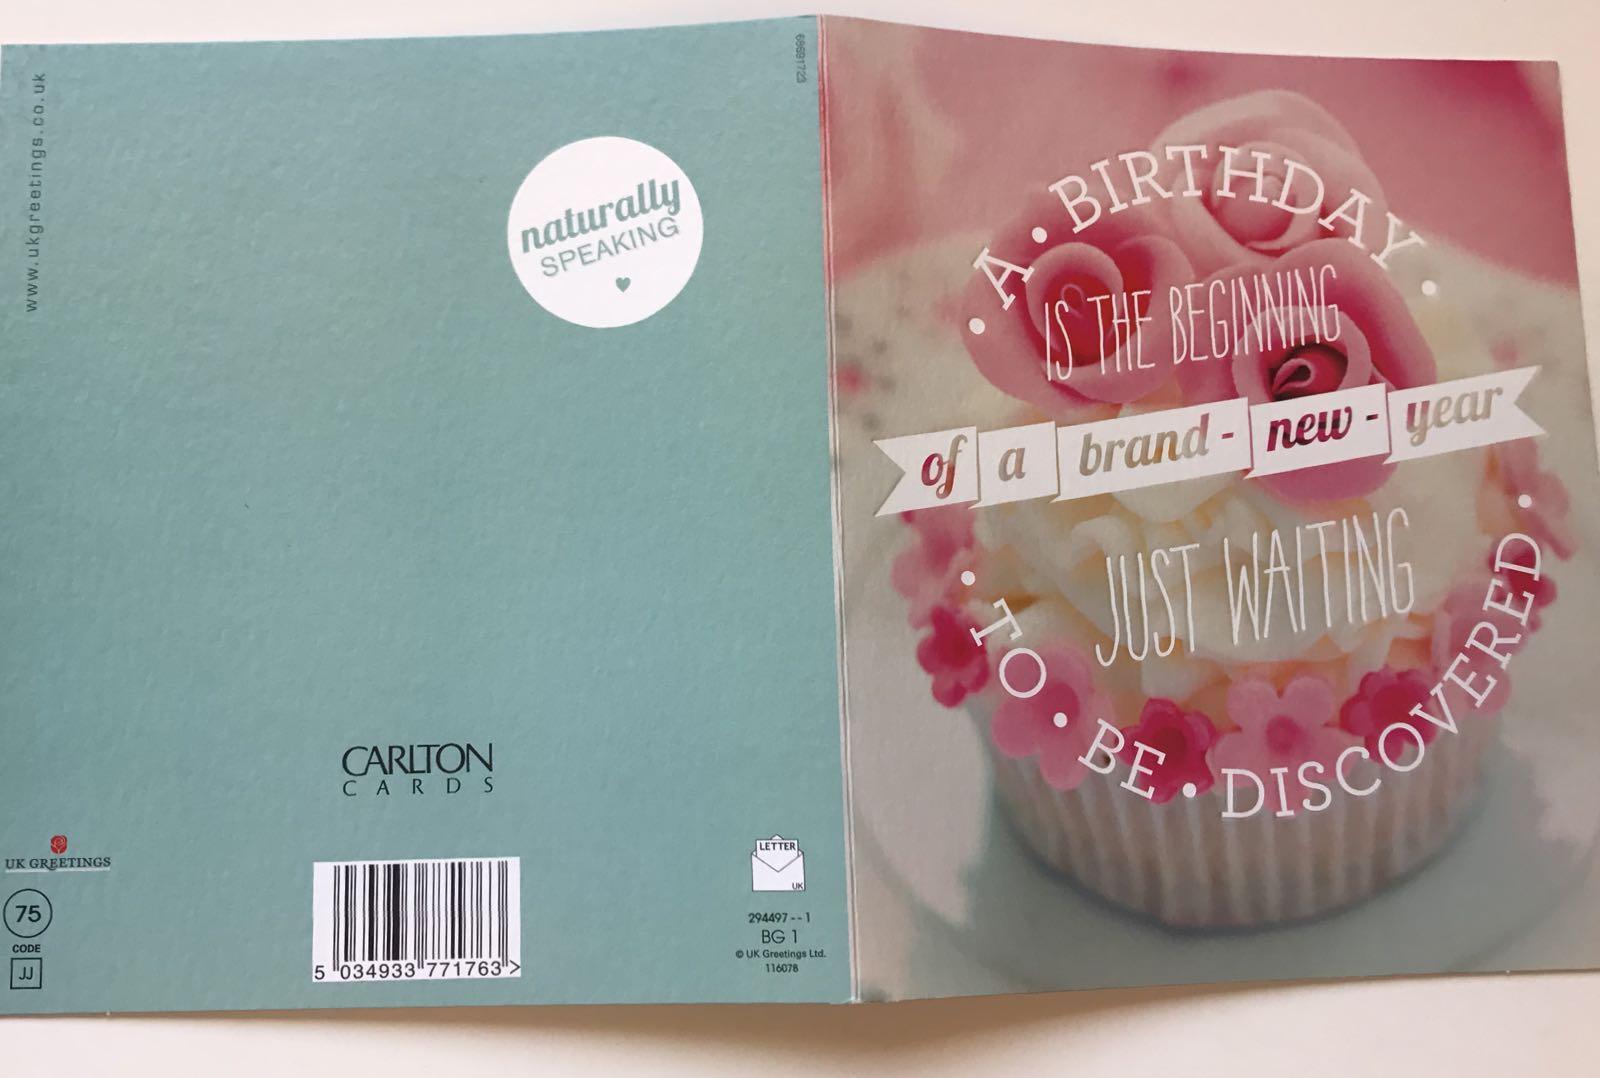 www.ukgreetings.co.uk
68691723
naturally
SPEAKING
CARLTON
CARDS
UK GREETINGS
75
CODE
JJ
5 034933 771763 >
LETTER
UK
294497--1
BG 1
© UK Greetings Ltd.
116078
• A • BIRTHDAY •
IS THE BEGINNING
of a brand-new-year
JUST WAITING
• TO • BE • DISCOVERED •